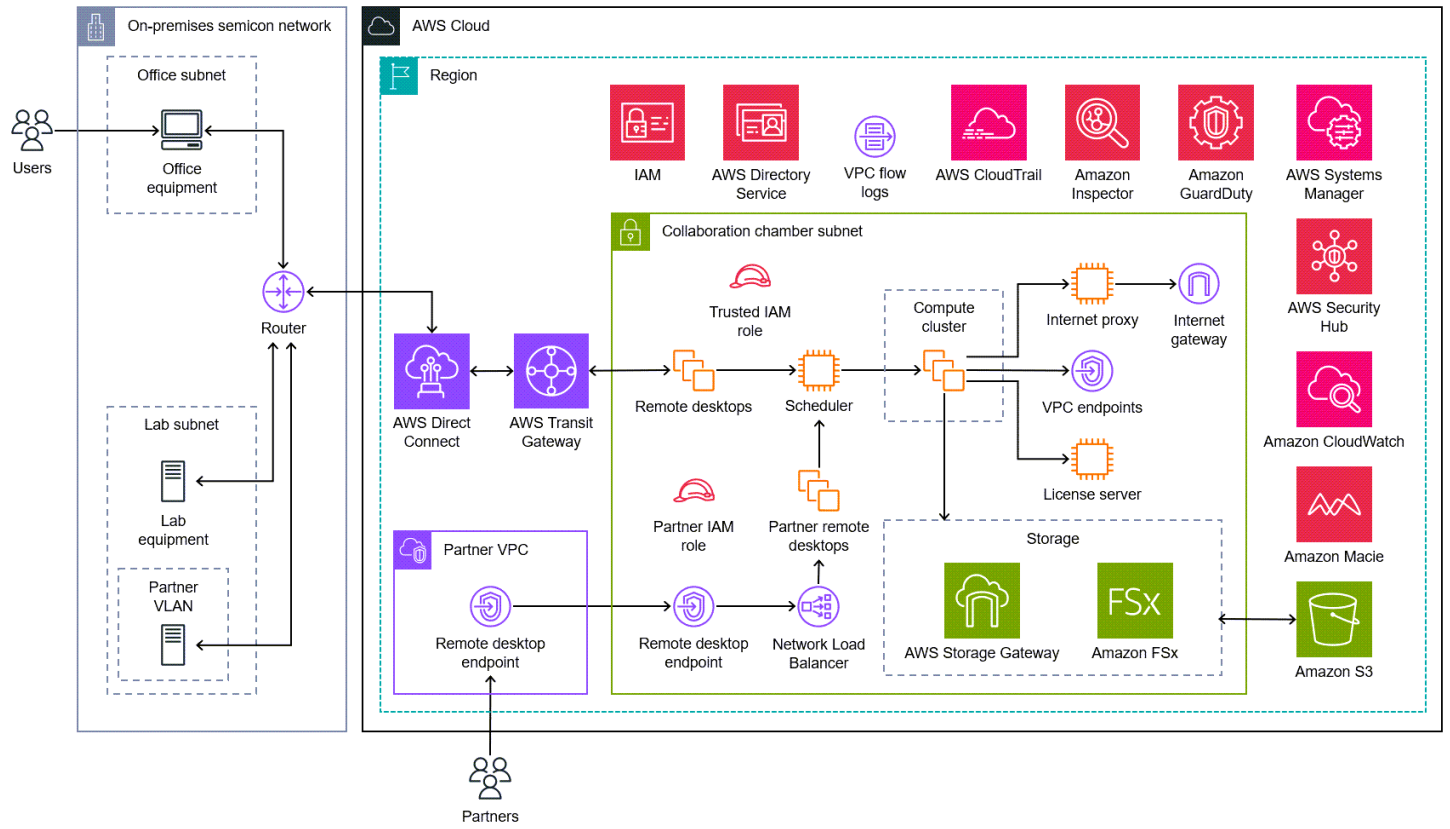 On-premises semicon network
Office subnet
Users
Office
equipment
Router
Lab subnet
Lab
equipment
Partner
VLAN
AWS Cloud
Region
IAM
AWS Directory
Service
VPC flow
logs
AWS CloudTrail
Amazon
Inspector
Amazon
GuardDuty
AWS Systems
Manager
AWS Security
Hub
Amazon CloudWatch
Amazon Macie
Amazon S3
AWS Direct
Connect
AWS Transit
Gateway
Collaboration chamber subnet
Trusted IAM
role
Remote desktops
Scheduler
Compute
cluster
Internet proxy
Internet
gateway
VPC endpoints
License server
Partner IAM
role
Partner remote
desktops
Partner VPC
Remote desktop
endpoint
Remote desktop
endpoint
Network Load
Balancer
Storage
AWS Storage Gateway
FSx
Amazon FSx
Partners